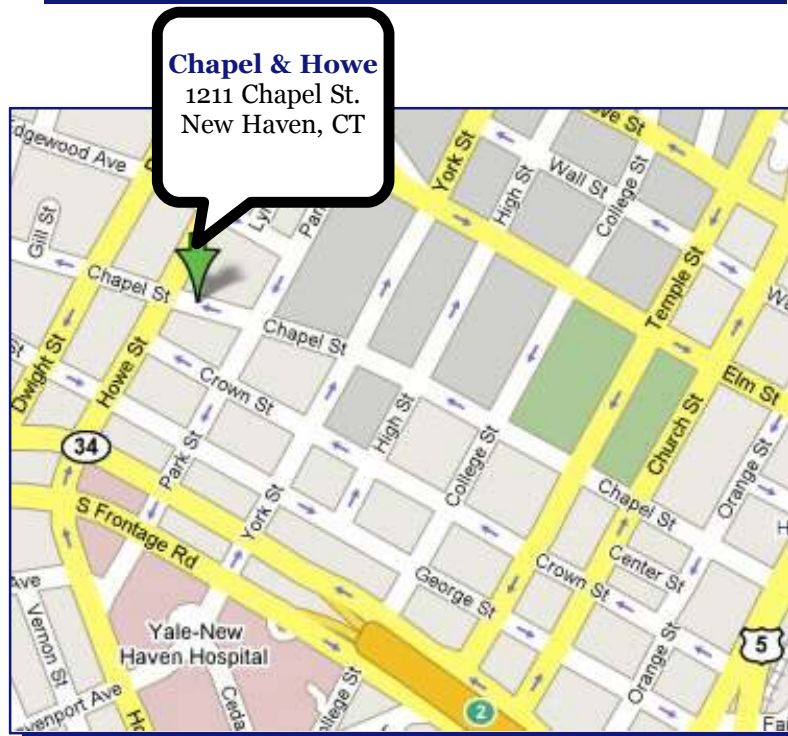 Chapel & Howe
1211 Chapel St.
New Haven, CT
Edgewood Ave
Gill St
Chapel St
Dwight St
Howe St
34
S Frontage Rd
Park St
York St
Crown St
Chapel St
High St
College St
York St
High St
Wall St
College St
Temple St
Elm St
Church St
Orange St
Chapel St
Center St
Crown St
George St
Orange St
5
2
Yale-New
Haven Hospital
Vernon St
Ave